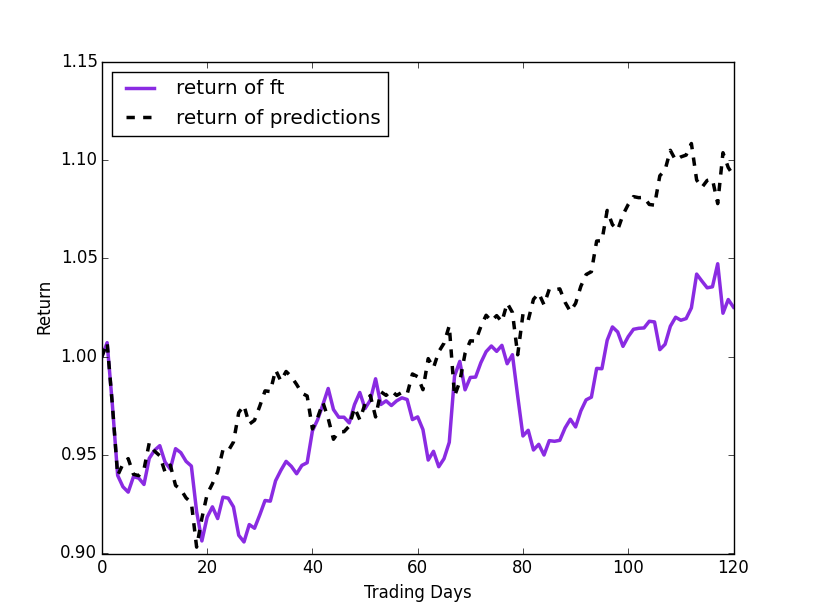 return of ft
return of predictions
1.15
1.10
1.05
1.00
0.95
0.90
Return
0 20 40 60 80 100 120
Trading Days